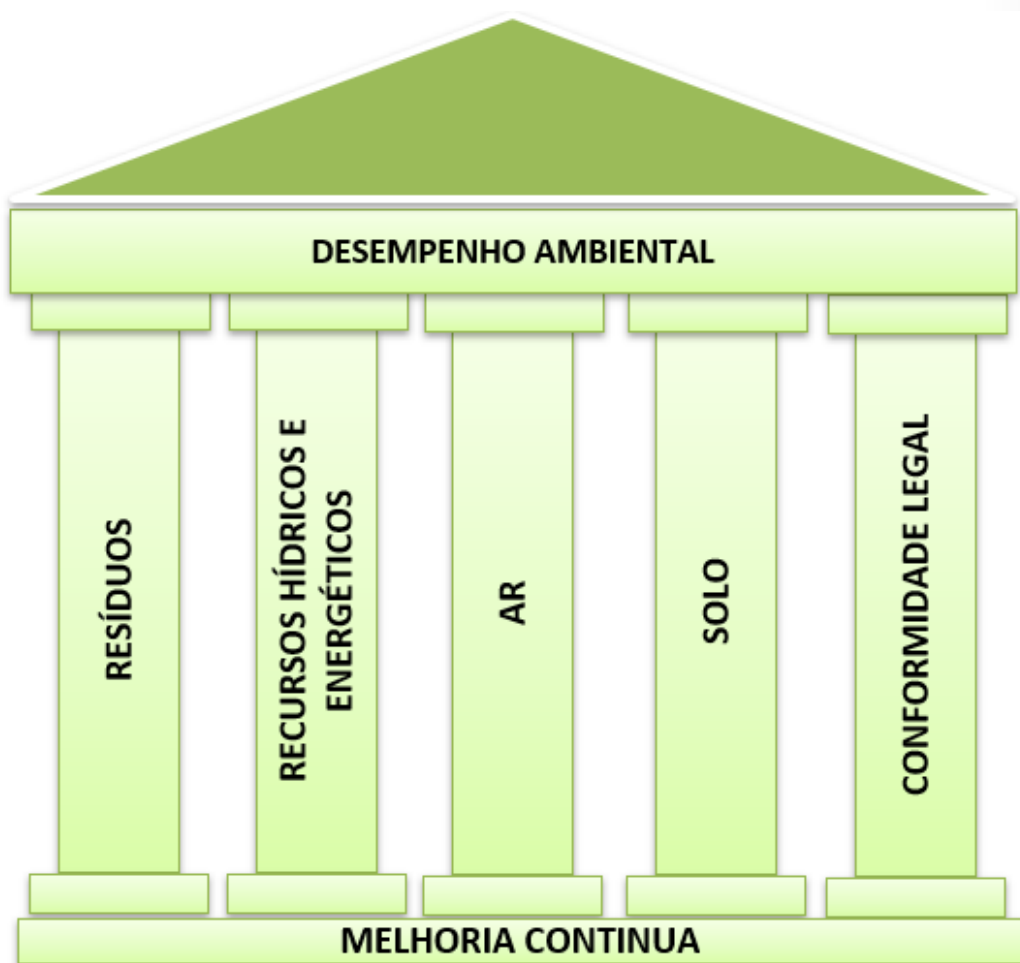 DESEMPENHO AMBIENTAL
RESÍDUOS
RECURSOS HÍDRICOS E
ENERGÉTICOS
AR
SOLO
CONFORMIDADE LEGAL
MELHORIA CONTINUA